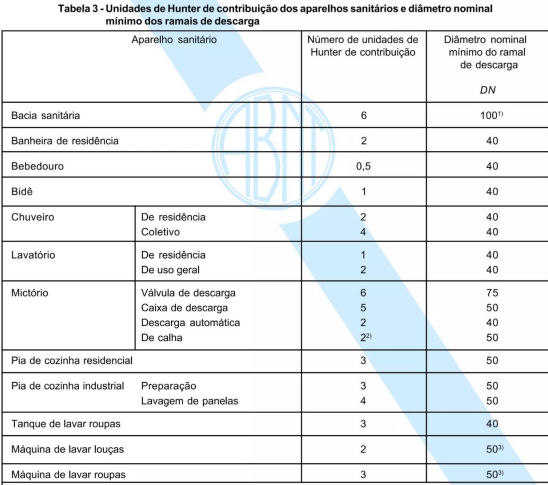 Tabela 3 - Unidades de Hunter de contribuição dos aparelhos sanitários e diâmetro nominal
mínimo dos ramais de descarga
Aparelho sanitário Número de unidades de Diâmetro nominal
Hunter de contribuição mínimo do ramal
de descarga
DN
Bacia sanitária 6 100¹⁾
Banheira de residência 2 40
Bebedouro 0,5 40
Bidê 1 40
Chuveiro De residência 2 40
Coletivo 4 40
Lavatório De residência 1 40
De uso geral 2 40
Mictório Válvula de descarga 6 75
Caixa de descarga 5 50
Descarga automática 2 40
De calha 2²⁾ 50
Pia de cozinha residencial 3 50
Pia de cozinha industrial Preparação 3 50
Lavagem de panelas 4 50
Tanque de lavar roupas 3 40
Máquina de lavar louças 2 50³⁾
Máquina de lavar roupas 3 50³⁾
ABNT